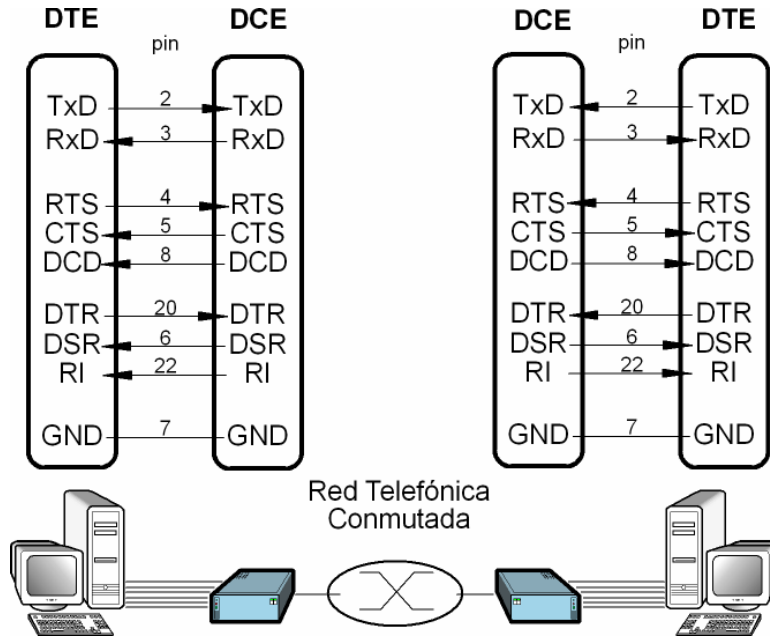 DTE pin DCE
TxD 2 TxD
RxD 3 RxD
RTS 4 RTS
CTS 5 CTS
DCD 8 DCD
DTR 20 DTR
DSR 6 DSR
RI 22 RI
GND 7 GND
DCE pin DTE
TxD 2 TxD
RxD 3 RxD
RTS 4 RTS
CTS 5 CTS
DCD 8 DCD
DTR 20 DTR
DSR 6 DSR
RI 22 RI
GND 7 GND
Red Telefónica
Conmutada